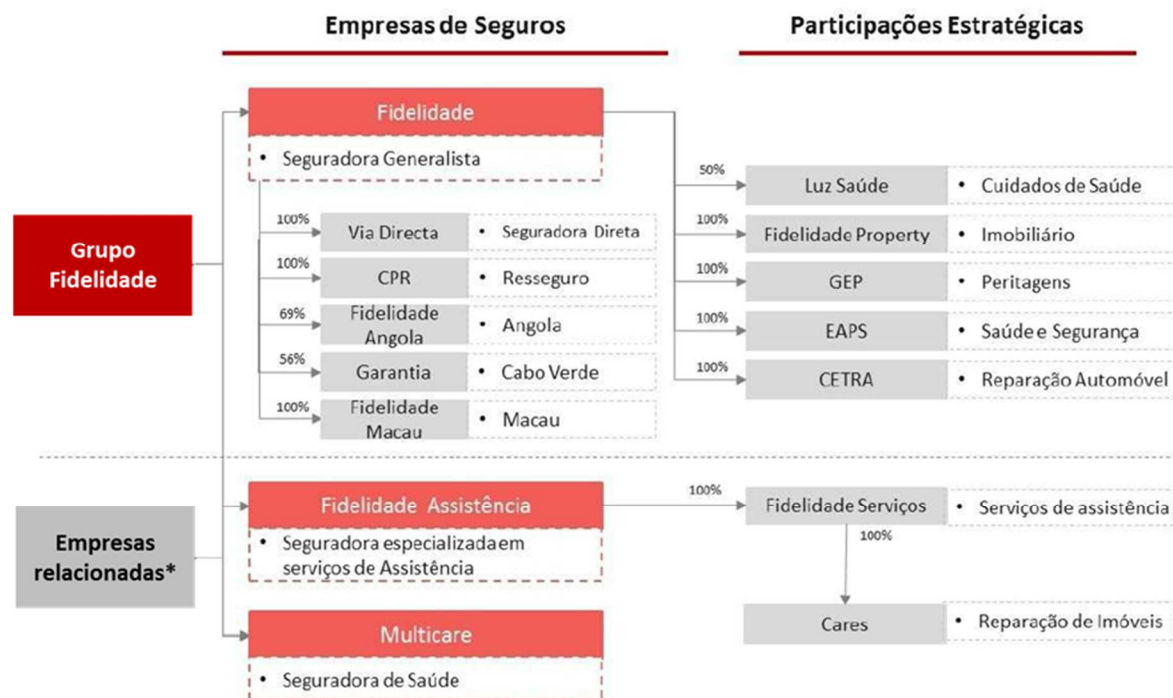 Empresas de Seguros
Participações Estratégicas
Grupo
Fidelidade
Fidelidade
• Seguradora Generalista
100%
Via Directa
• Seguradora Direta
100%
CPR
• Resseguro
69%
Fidelidade
Angola
• Angola
56%
Garantia
• Cabo Verde
100%
Fidelidade
Macau
• Macau
50%
Luz Saúde
• Cuidados de Saúde
100%
Fidelidade Property
• Imobiliário
100%
GEP
• Peritagens
100%
EAPS
• Saúde e Segurança
100%
CETRA
• Reparação Automóvel
Empresas
relacionadas*
Fidelidade Assistência
• Seguradora especializada em
serviços de Assistência
100%
Fidelidade Serviços
• Serviços de assistência
100%
Cares
• Reparação de Imóveis
Multicare
• Seguradora de Saúde